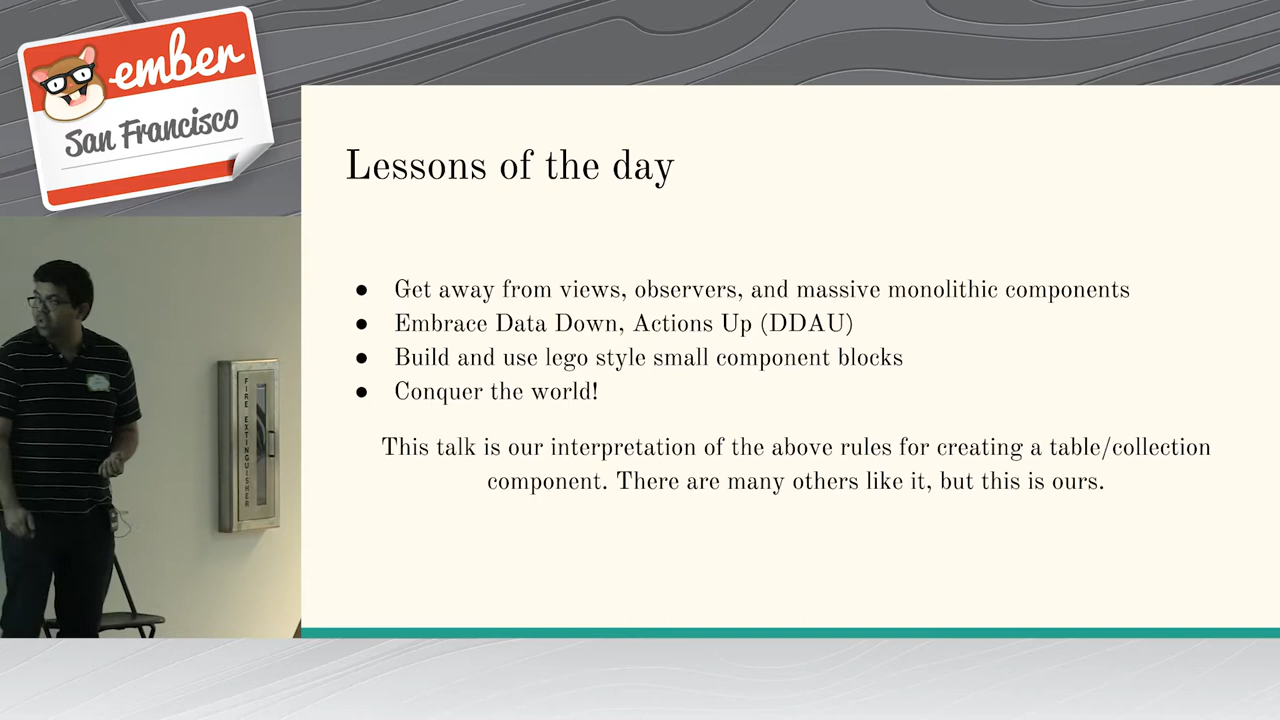 ember
San Francisco
Lessons of the day
● Get away from views, observers, and massive monolithic components
● Embrace Data Down, Actions Up (DDAU)
● Build and use lego style small component blocks
● Conquer the world!
This talk is our interpretation of the above rules for creating a table/collection
component. There are many others like it, but this is ours.
FIRE EXTINGUISHER